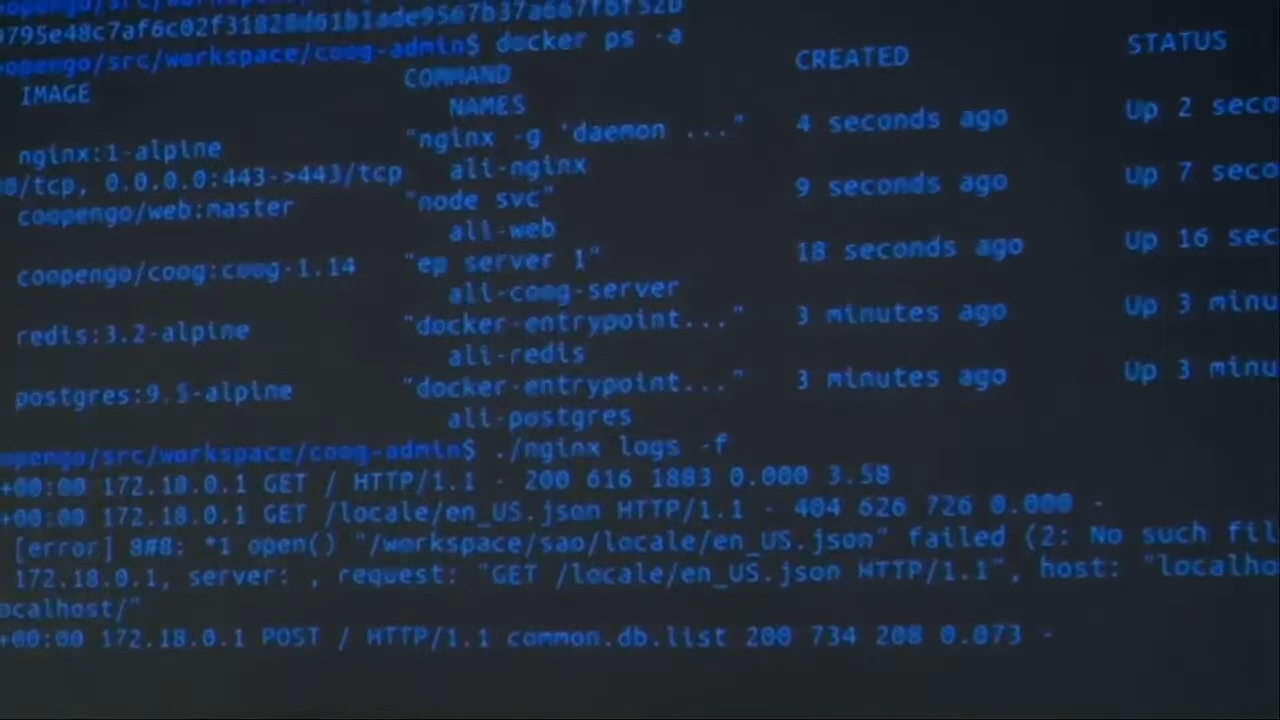 9795e48c7af6c02f31828d61b1ade9567b37a667f6f52b
opengo/src/workspace/coog-admin$ docker ps -a
IMAGE COMMAND CREATED STATUS
NAMES
nginx:1-alpine "nginx -g 'daemon ..." 4 seconds ago Up 2 seco
0/tcp, 0.0.0.0:443->443/tcp ali-nginx
coopengo/web:master "node svc" 9 seconds ago Up 7 seco
ali-web
coopengo/coog:coog-1.14 "ep server 1" 18 seconds ago Up 16 sec
ali-coog-server
redis:3.2-alpine "docker-entrypoint..." 3 minutes ago Up 3 minu
ali-redis
postgres:9.5-alpine "docker-entrypoint..." 3 minutes ago Up 3 minu
ali-postgres
opengo/src/workspace/coog-admin$ ./nginx logs -f
+00:00 172.18.0.1 GET / HTTP/1.1 - 200 616 1883 0.000 3.58
+00:00 172.18.0.1 GET /locale/en_US.json HTTP/1.1 - 404 626 726 0.000 -
[error] 8#8: *1 open() "/workspace/sao/locale/en_US.json" failed (2: No such fil
172.18.0.1, server: , request: "GET /locale/en_US.json HTTP/1.1", host: "localho
ocalhost/"
+00:00 172.18.0.1 POST / HTTP/1.1 common.db.list 200 734 208 0.073 -